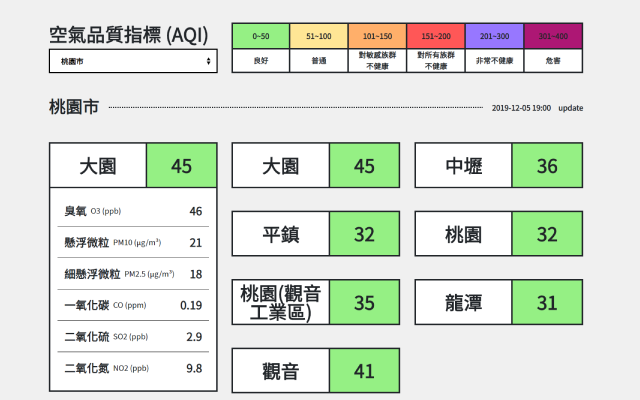 空氣品質指標 (AQI)
桃園市
0~50 51~100 101~150 151~200 201~300 301~400
良好 普通 對敏感族群 對所有族群 非常不健康 危害
不健康 不健康
桃園市 2019-12-05 19:00 update
大園 45
臭氧 O3 (ppb) 46
懸浮微粒 PM10 (μg/m³) 21
細懸浮微粒 PM2.5 (μg/m³) 18
一氧化碳 CO (ppm) 0.19
二氧化硫 SO2 (ppb) 2.9
二氧化氮 NO2 (ppb) 9.8
大園 45
中壢 36
平鎮 32
桃園 32
桃園(觀音
工業區) 35
龍潭 31
觀音 41